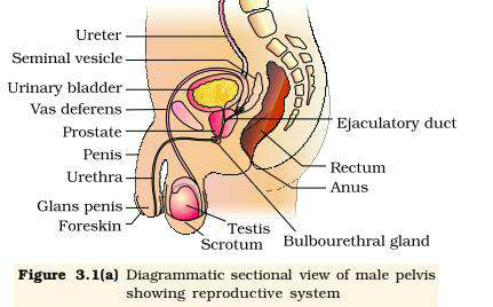 Ureter
Seminal vesicle
Urinary bladder
Vas deferens
Prostate
Penis
Urethra
Glans penis
Foreskin
Testis
Scrotum
Ejaculatory duct
Rectum
Anus
Bulbourethral gland
Figure 3.1(a) Diagrammatic sectional view of male pelvis
showing reproductive system